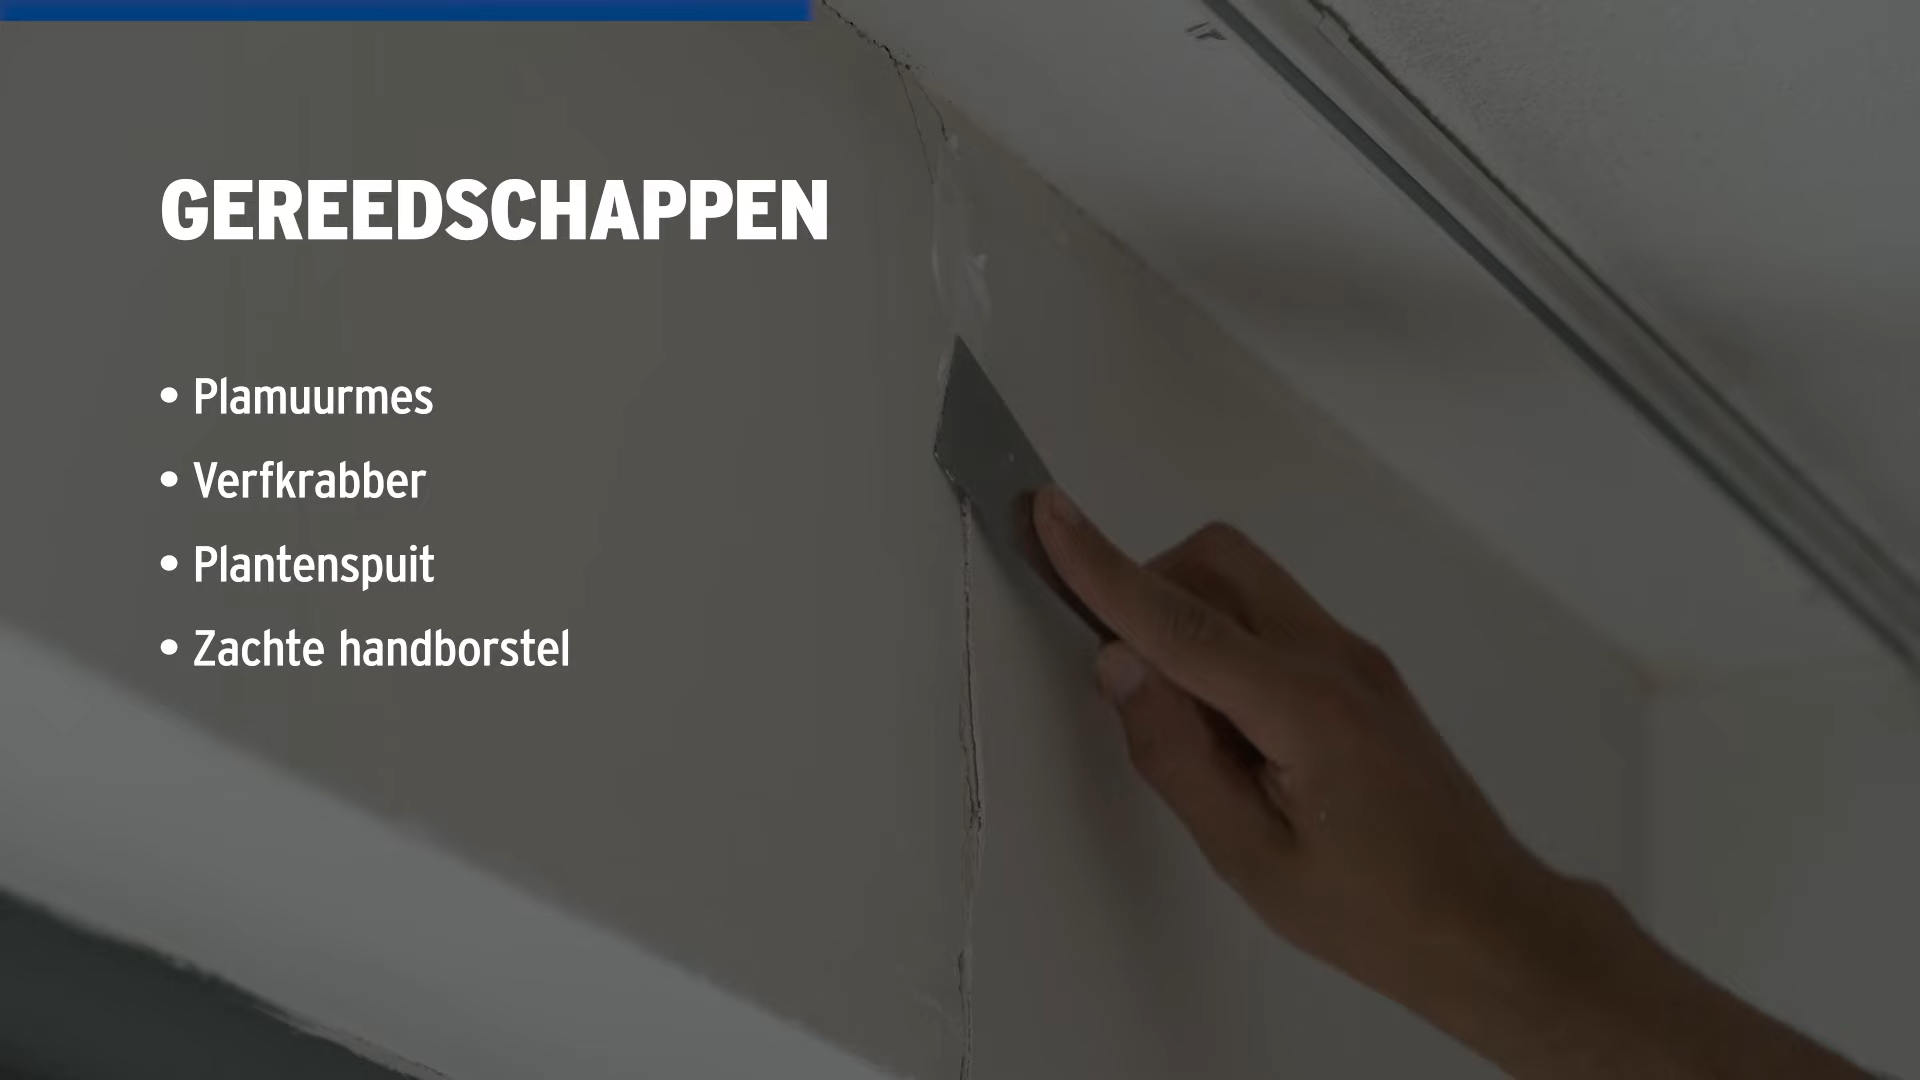 GEREEDSCHAPPEN
• Plamuurmes
• Verfkrabber
• Plantenspuit
• Zachte handborstel